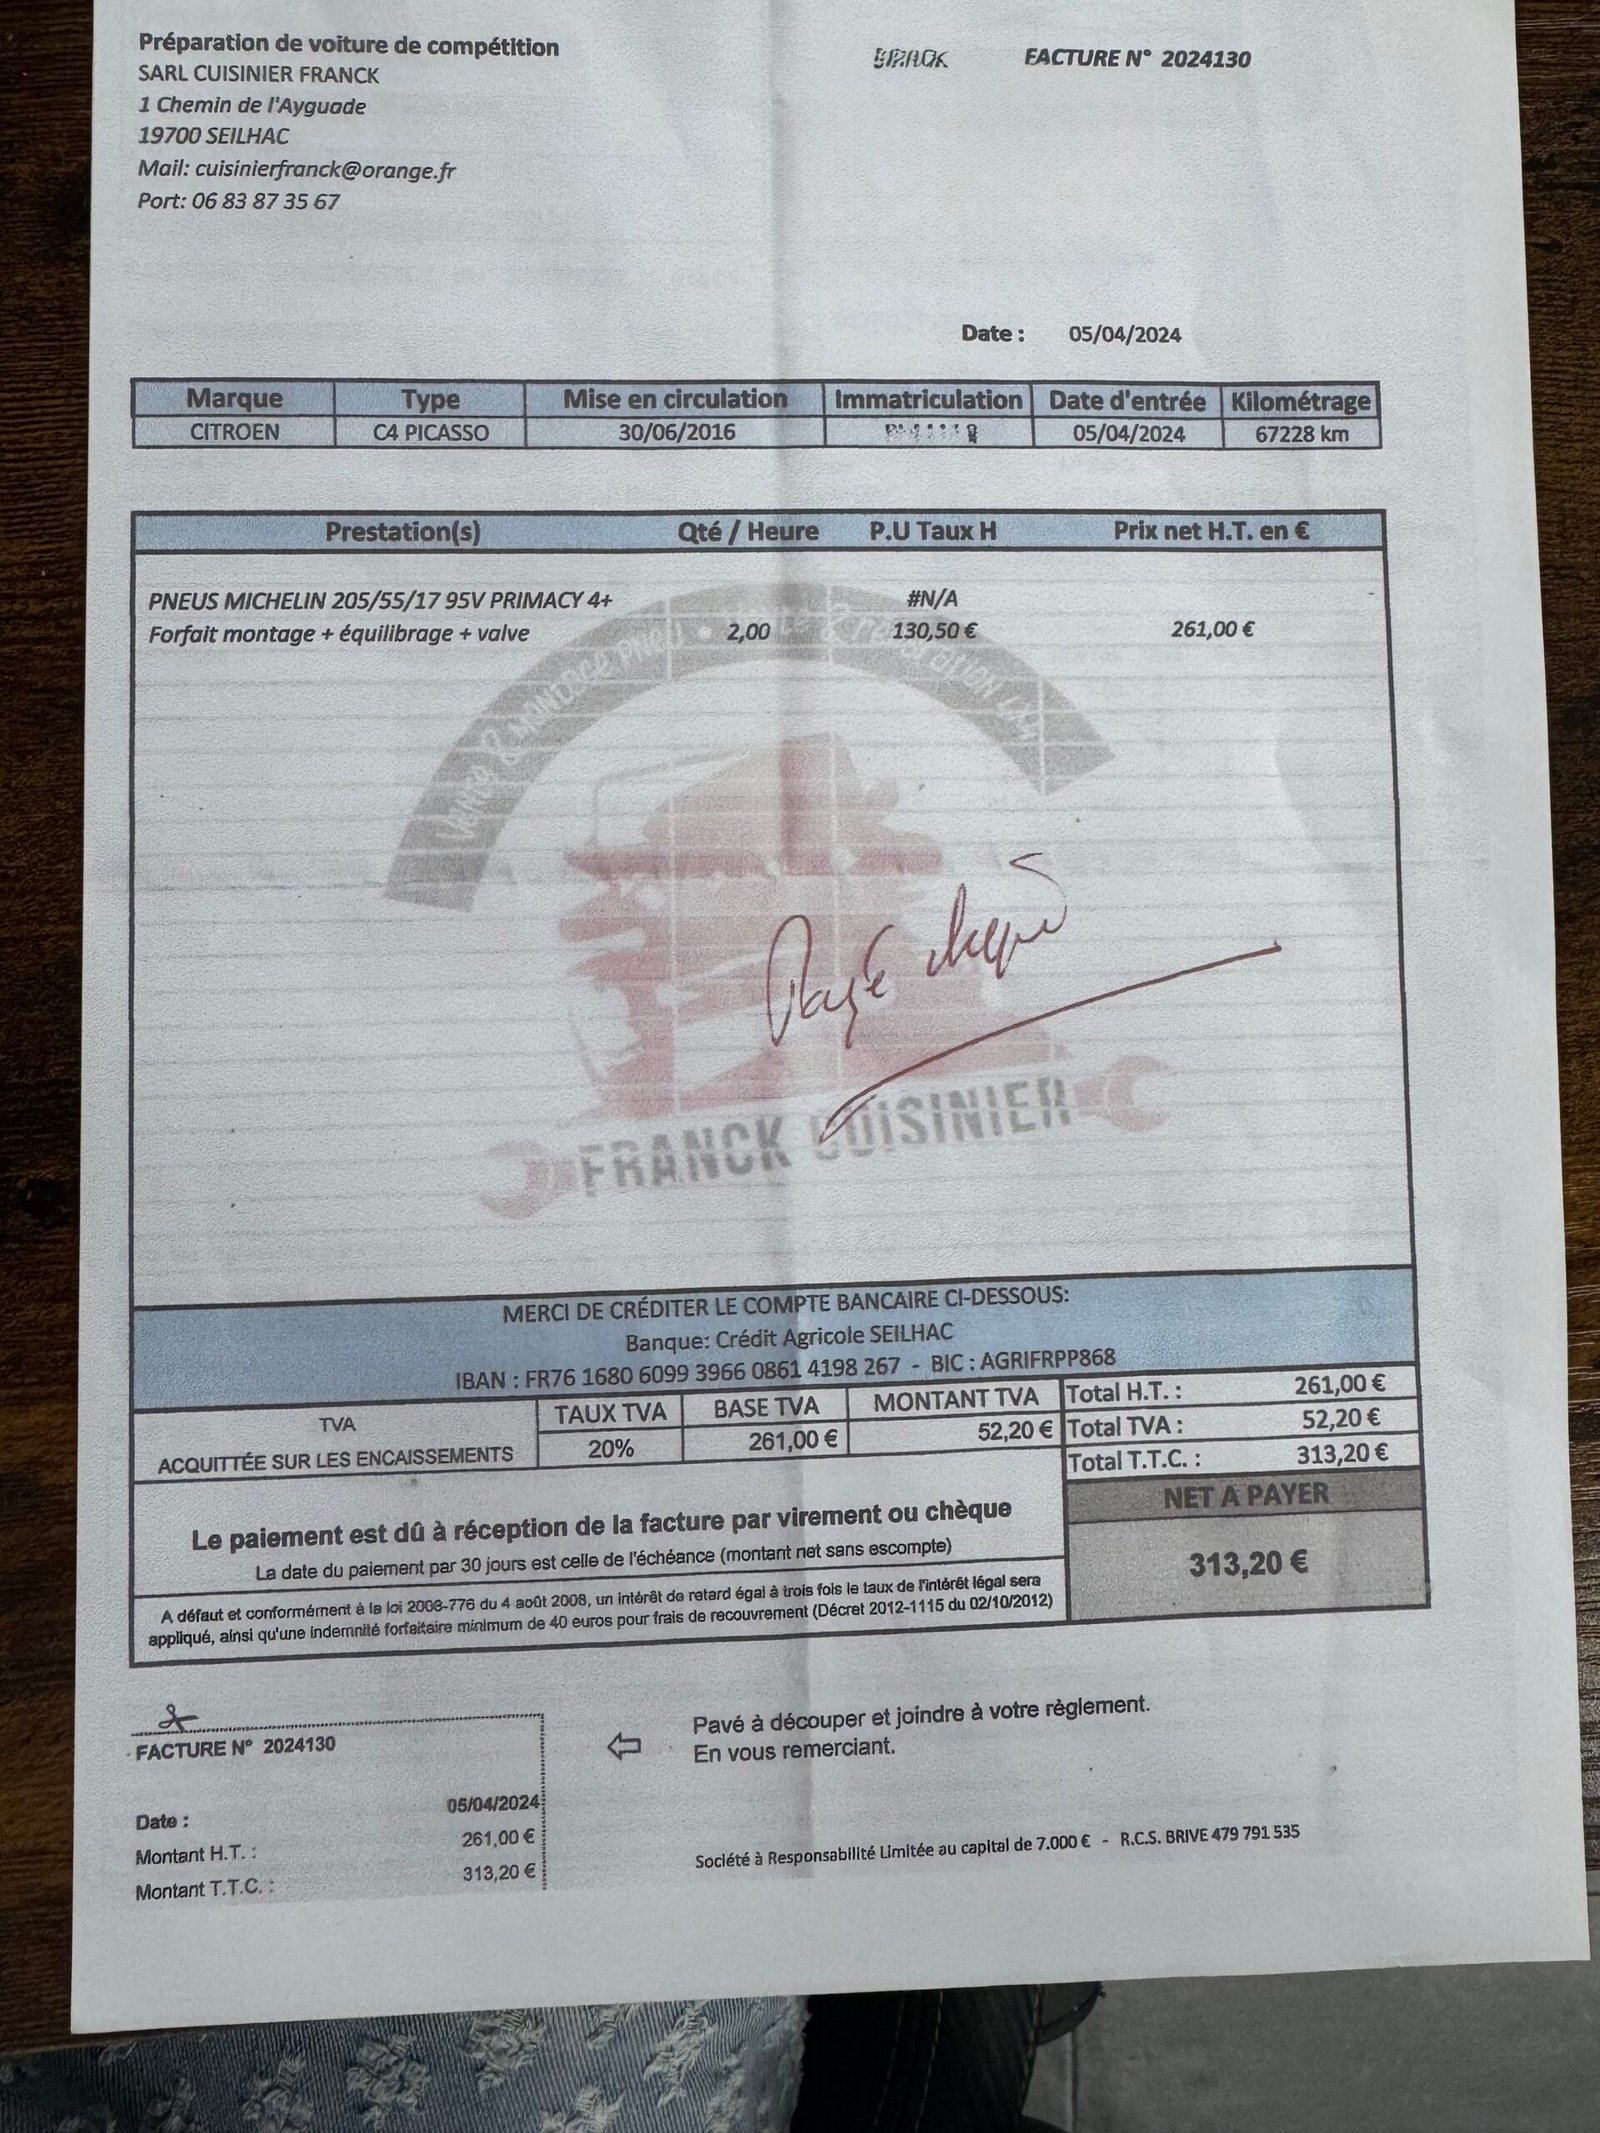 Préparation de voiture de compétition
SARL CUISINIER FRANCK
1 Chemin de l'Ayguade
19700 SEILHAC
Mail: cuisinierfranck@orange.fr
Port: 06 83 87 35 67
FACTURE N° 2024130
Date : 05/04/2024
Marque Type Mise en circulation Immatriculation Date d'entrée Kilométrage
CITROEN C4 PICASSO 30/06/2016 05/04/2024 67228 km
Prestation(s) Qté / Heure P.U Taux H Prix net H.T. en €
PNEUS MICHELIN 205/55/17 95V PRIMACY 4+ #N/A
Forfait montage + équilibrage + valve 2,00 130,50 € 261,00 €
Payé
FRANCK CUISINIER
MERCI DE CRÉDITER LE COMPTE BANCAIRE CI-DESSOUS:
Banque: Crédit Agricole SEILHAC
IBAN : FR76 1680 6099 3966 0861 4198 267 - BIC : AGRIFRPP868
TVA TAUX TVA BASE TVA MONTANT TVA Total H.T. : 261,00 €
ACQUITTÉE SUR LES ENCAISSEMENTS 20% 261,00 € 52,20 € Total TVA : 52,20 €
Total T.T.C. : 313,20 €
NET A PAYER
313,20 €
Le paiement est dû à réception de la facture par virement ou chèque
La date du paiement par 30 jours est celle de l'échéance (montant net sans escompte)
A défaut et conformément à la loi 2008-776 du 4 août 2008, un intérêt de retard égal à trois fois le taux de l'intérêt légal sera
appliqué, ainsi qu'une indemnité forfaitaire minimum de 40 euros pour frais de recouvrement (Décret 2012-1115 du 02/10/2012)
FACTURE N° 2024130
Date : 05/04/2024
Montant H.T. : 261,00 €
Montant T.T.C. : 313,20 €
Pavé à découper et joindre à votre règlement.
En vous remerciant.
Société à Responsabilité Limitée au capital de 7.000 € - R.C.S. BRIVE 479 791 535